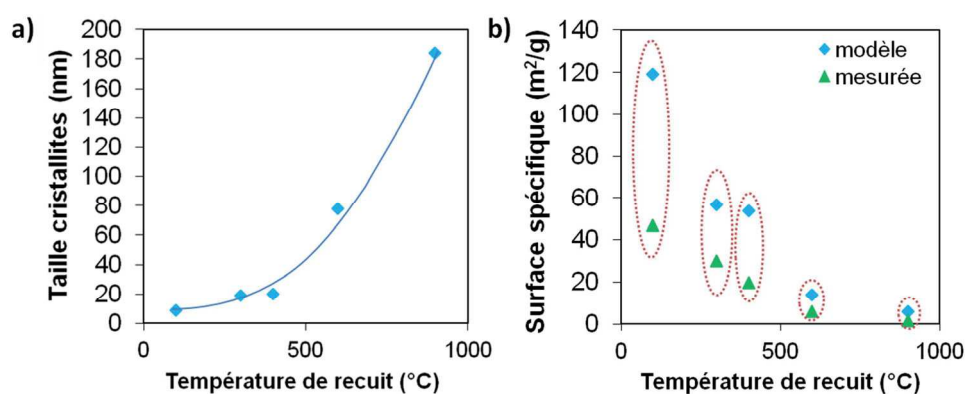 a)
Taille cristallites (nm)
200
180
160
140
120
100
80
60
40
20
0
0 500 1000
Température de recuit (°C)
b)
Surface spécifique (m²/g)
140
120
100
80
60
40
20
0
modèle
mesurée
0 500 1000
Température de recuit (°C)